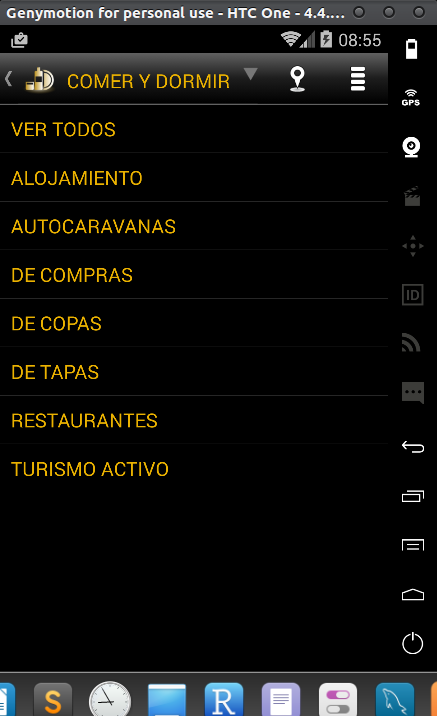 Genymotion for personal use - HTC One - 4.4....
08:55
COMER Y DORMIR
GPS
VER TODOS
ALOJAMIENTO
AUTOCARAVANAS
ID
DE COMPRAS
DE COPAS
DE TAPAS
RESTAURANTES
TURISMO ACTIVO
S
R